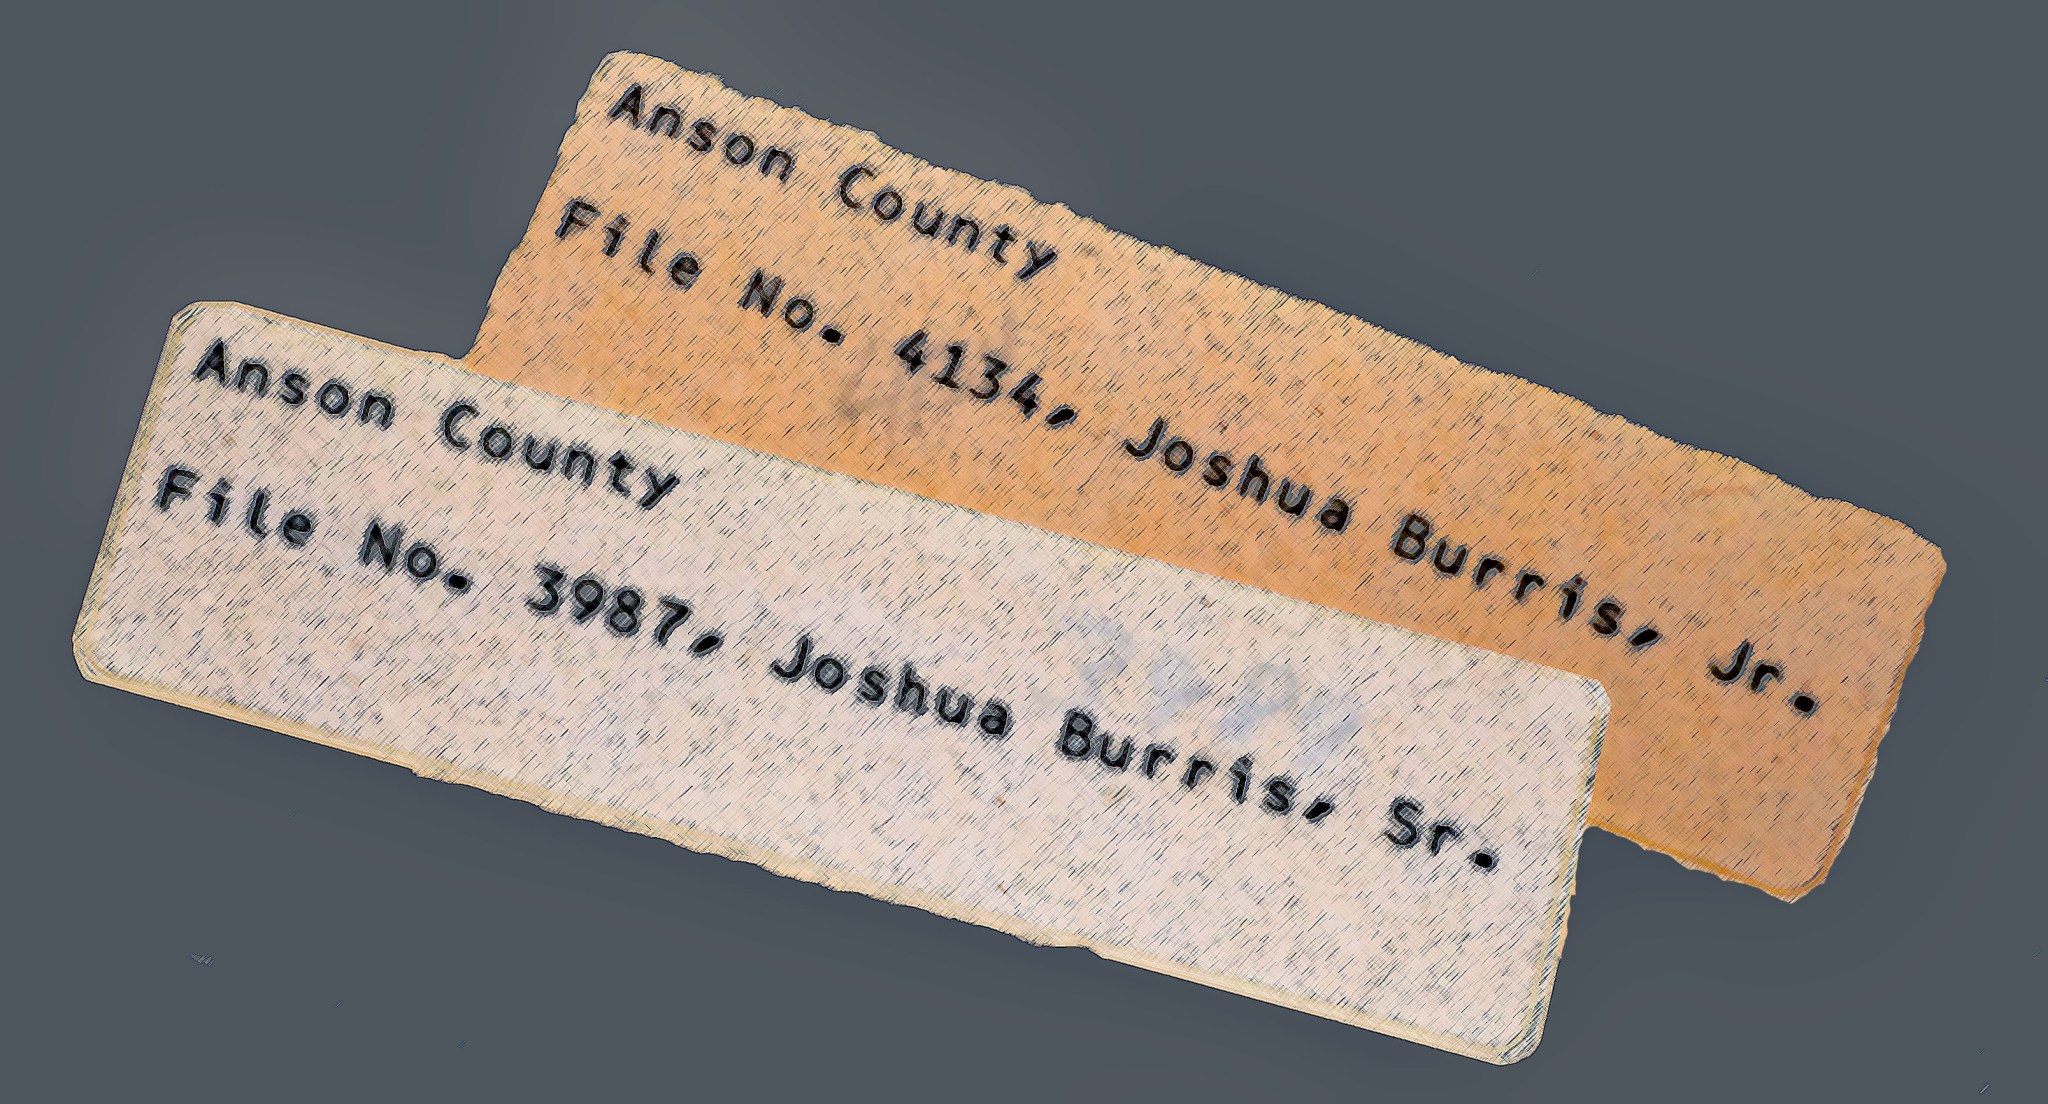 Anson County
File No. 4134, Joshua Burris, Jr.
Anson County
File No. 3987, Joshua Burris, Sr.